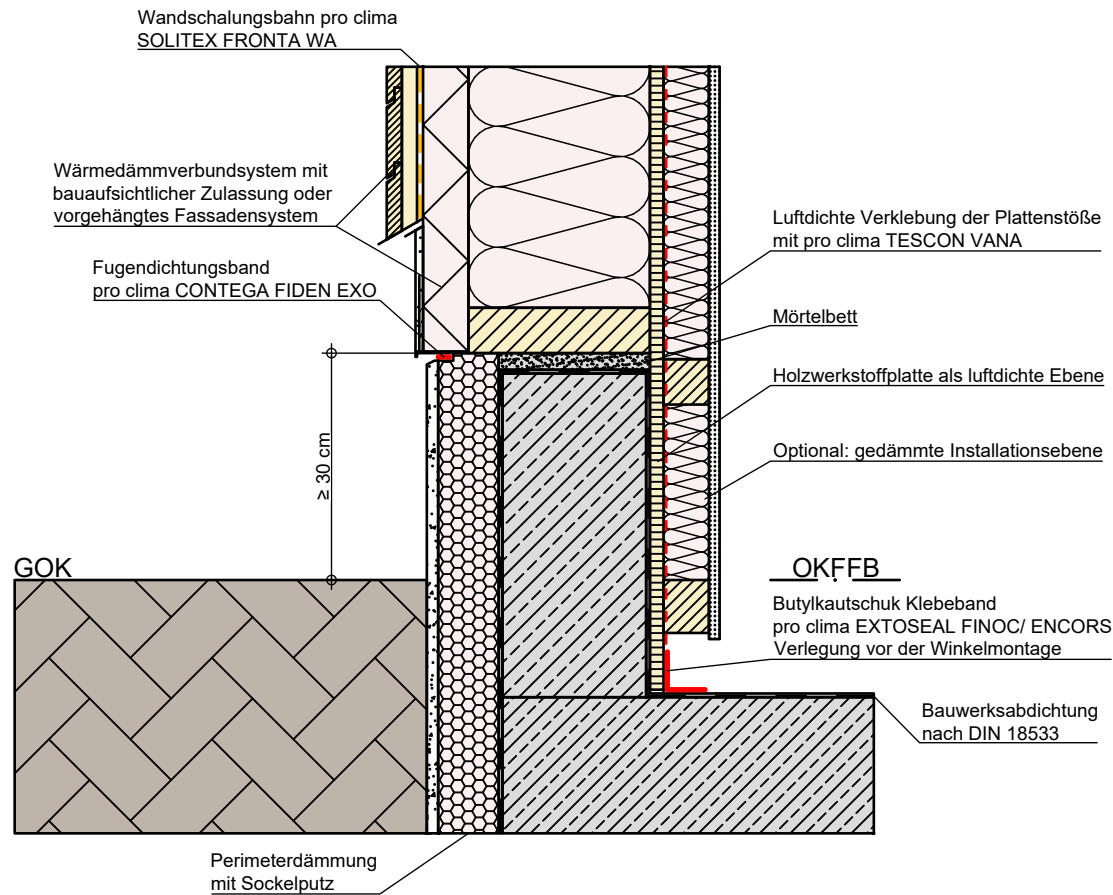 Wandschalungsbahn pro clima
SOLITEX FRONTA WA
Wärmedämmverbundsystem mit
bauaufsichtlicher Zulassung oder
vorgehängtes Fassadensystem
Fugendichtungsband
pro clima CONTEGA FIDEN EXO
≥ 30 cm
GOK
Perimeterdämmung
mit Sockelputz
Luftdichte Verklebung der Plattenstöße
mit pro clima TESCON VANA
Mörtelbett
Holzwerkstoffplatte als luftdichte Ebene
Optional: gedämmte Installationsebene
OKFFB
Butylkautschuk Klebeband
pro clima EXTOSEAL FINOC/ ENCORS
Verlegung vor der Winkelmontage
Bauwerksabdichtung
nach DIN 18533